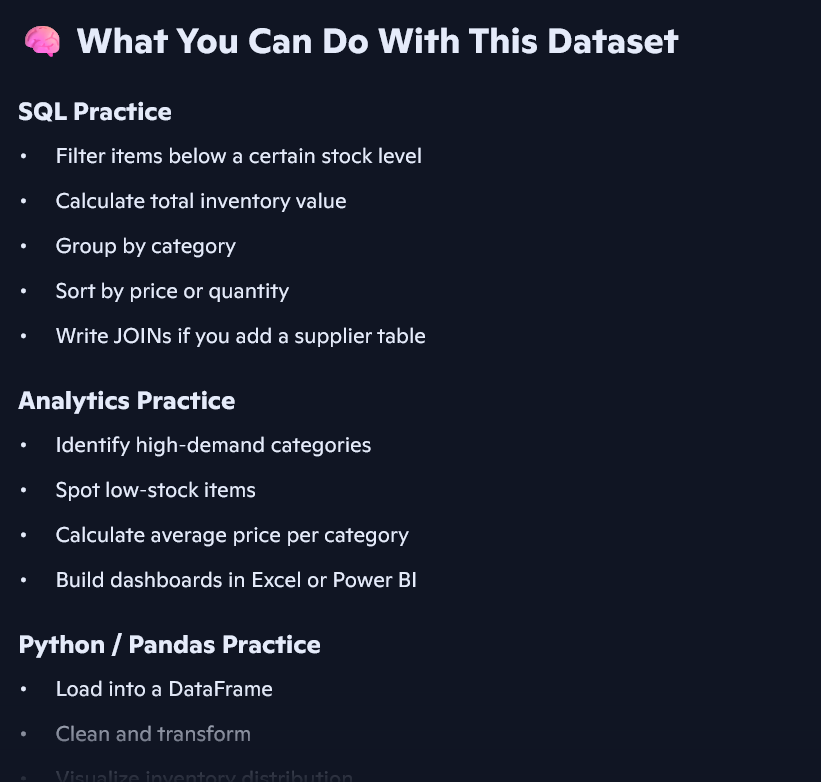 🧠 What You Can Do With This Dataset
SQL Practice
• Filter items below a certain stock level
• Calculate total inventory value
• Group by category
• Sort by price or quantity
• Write JOINs if you add a supplier table
Analytics Practice
• Identify high-demand categories
• Spot low-stock items
• Calculate average price per category
• Build dashboards in Excel or Power BI
Python / Pandas Practice
• Load into a DataFrame
• Clean and transform
• Visualize inventory distribution